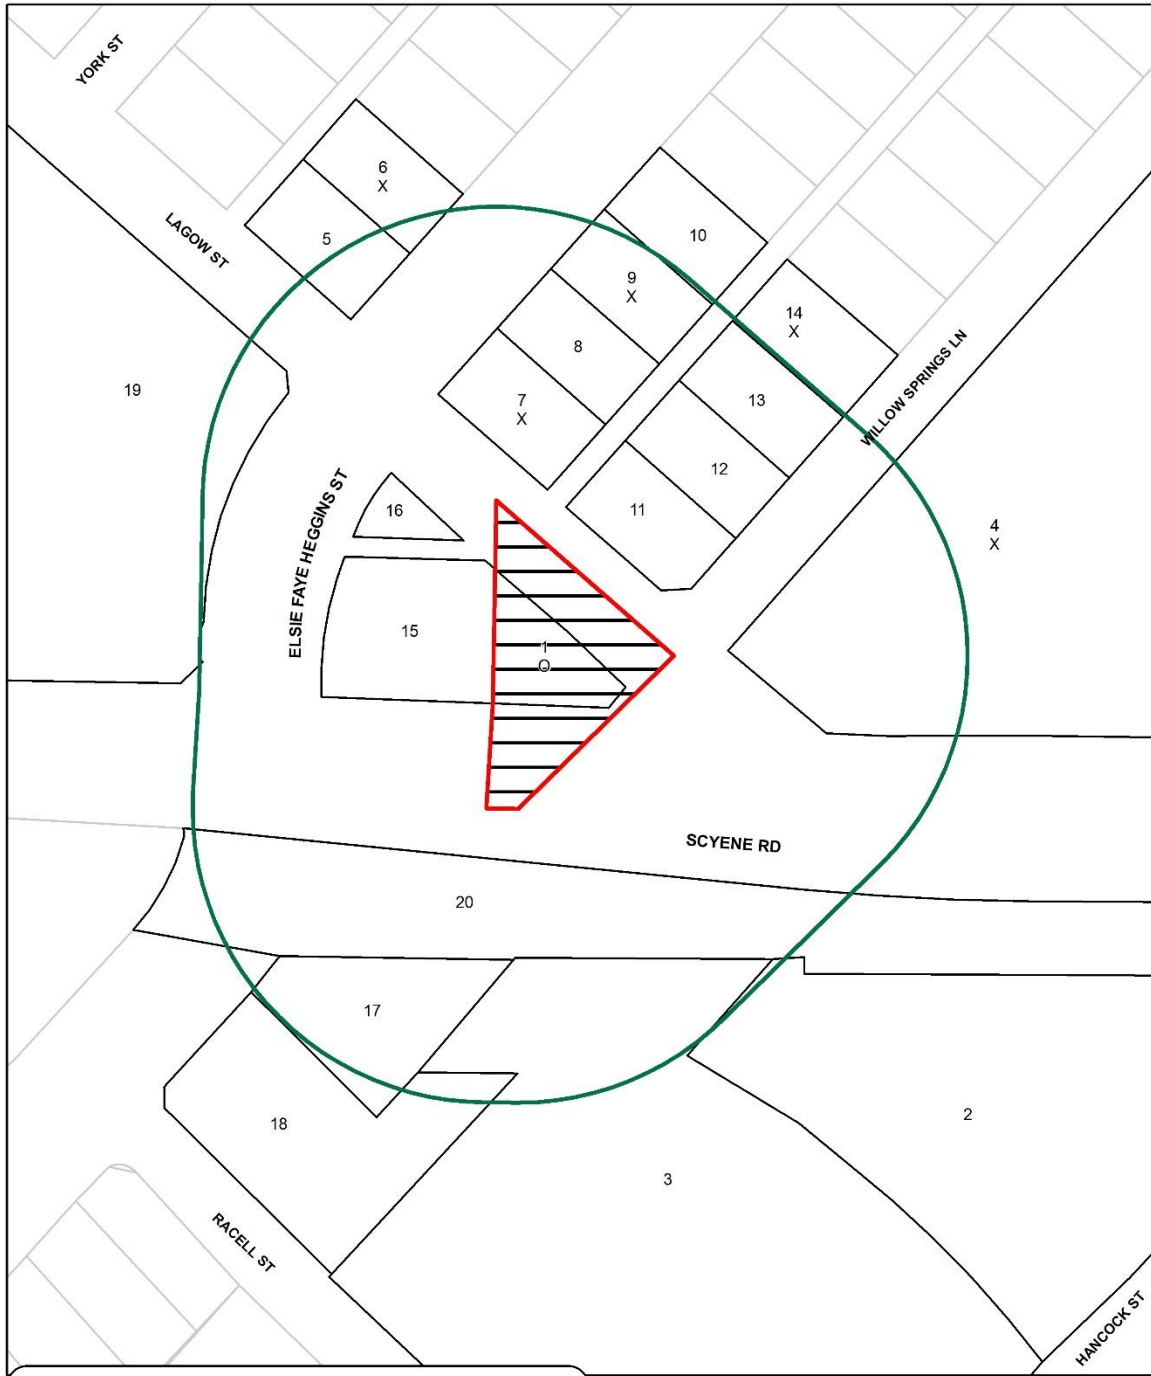 YORK ST
6
X
LAGOW ST
5
10
9
X
14
X
8
19
7
X
13
WILLOW SPRINGS LN
12
16
11
4
X
ELSIE FAYE HEGGINS ST
15
1
O
SCYENE RD
20
17
18
2
3
RACELL ST
HANCOCK ST